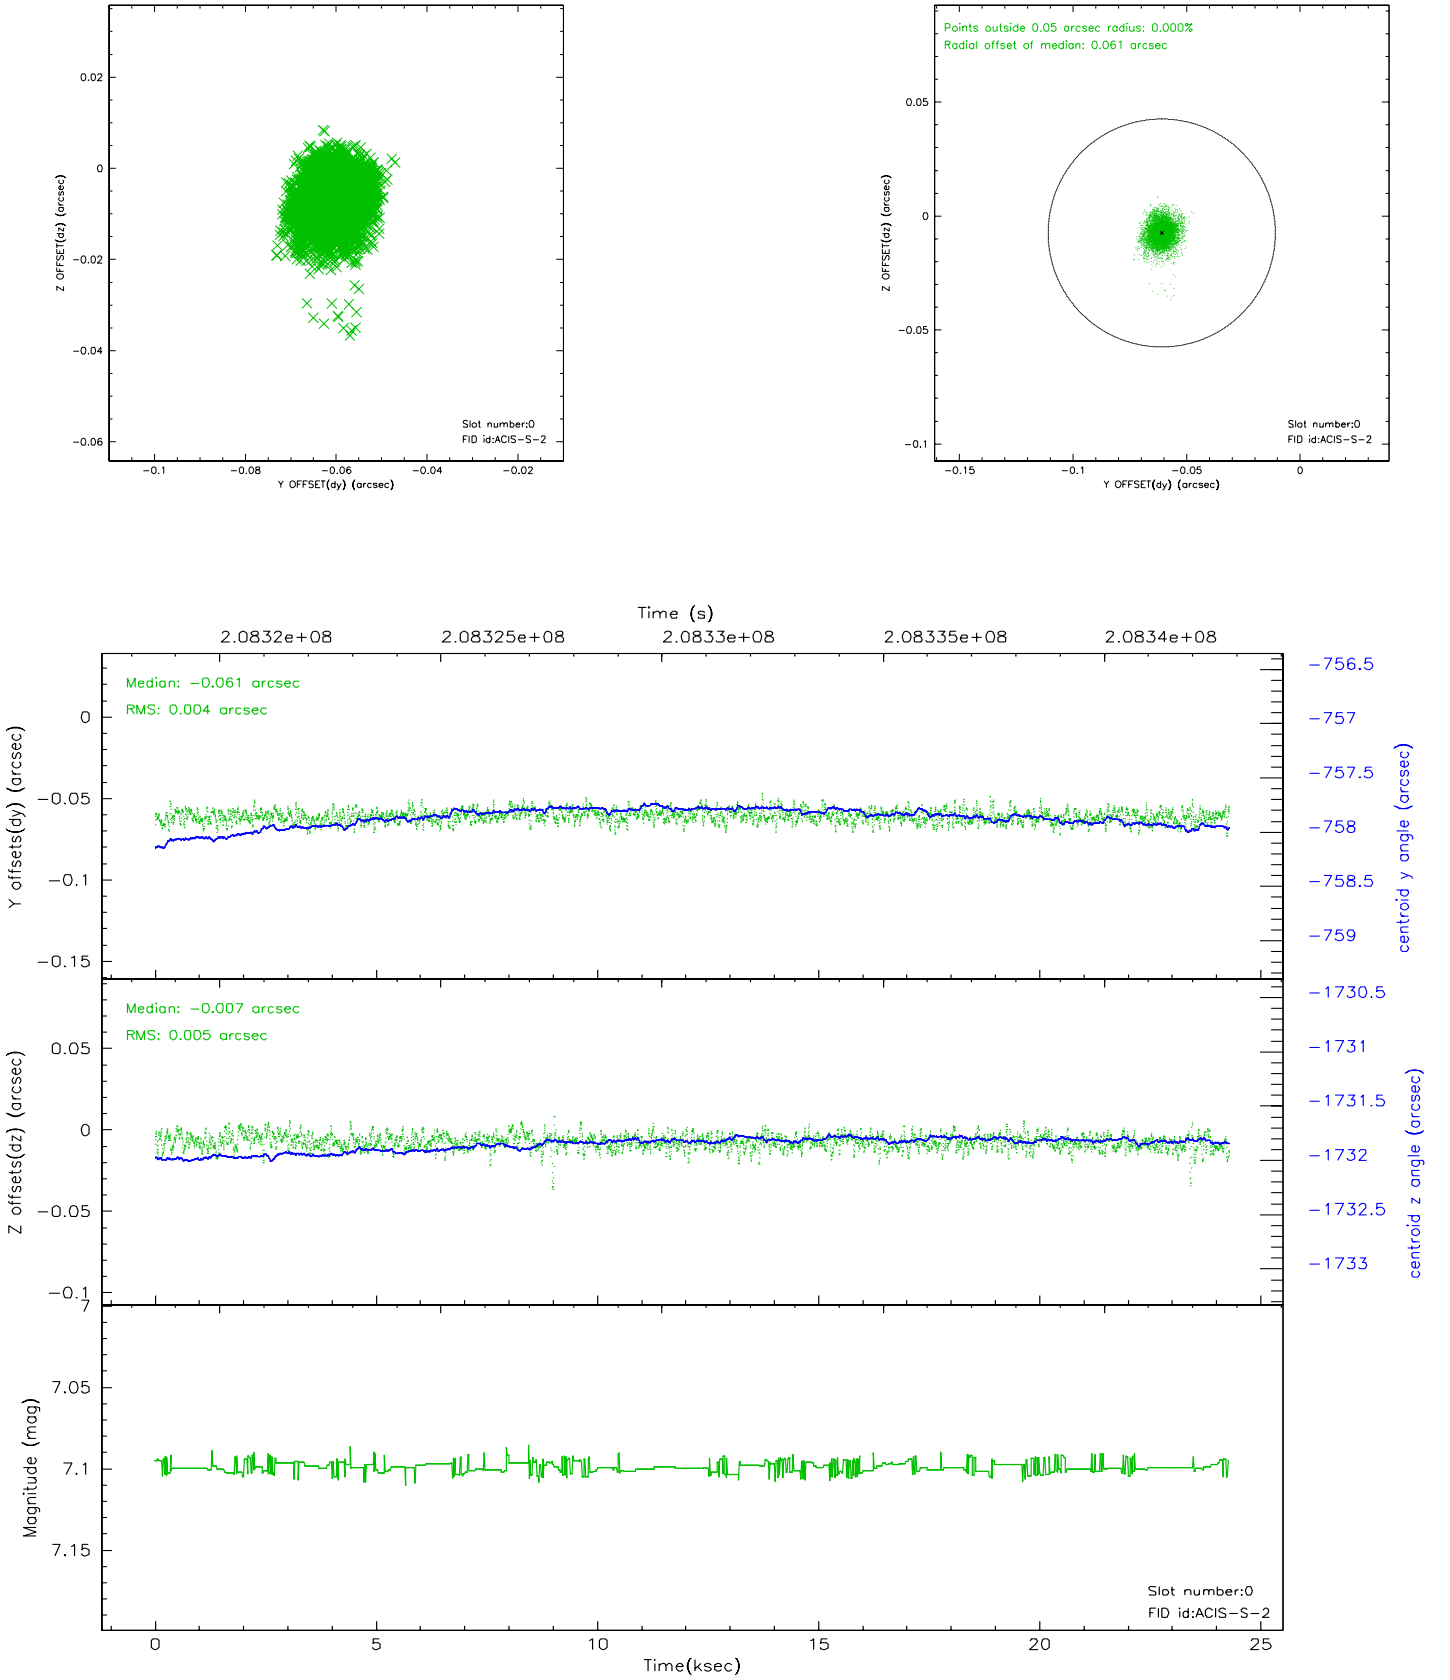 0.02
0
-0.02
-0.04
-0.06
Z OFFSET(dz) (arcsec)
Slot number:0
FID id:ACIS-S-2
-0.1
-0.08
-0.06
-0.04
-0.02
Y OFFSET(dy) (arcsec)
Points outside 0.05 arcsec radius: 0.000%
Radial offset of median: 0.061 arcsec
0.05
0
-0.05
-0.1
Z OFFSET(dz) (arcsec)
Slot number:0
FID id:ACIS-S-2
-0.15
-0.1
-0.05
0
Y OFFSET(dy) (arcsec)
Time (s)
2.0832e+08
2.08325e+08
2.0833e+08
2.08335e+08
2.0834e+08
Median: -0.061 arcsec
RMS: 0.004 arcsec
0
-0.05
-0.1
-0.15
Y offsets(dy) (arcsec)
-756.5
-757
-757.5
-758
-758.5
-759
centroid y angle (arcsec)
Median: -0.007 arcsec
RMS: 0.005 arcsec
0.05
0
-0.05
-0.1
Z offsets(dz) (arcsec)
-1730.5
-1731
-1731.5
-1732
-1732.5
-1733
centroid z angle (arcsec)
7
7.05
7.1
7.15
Magnitude (mag)
Slot number:0
FID id:ACIS-S-2
0
5
10
15
20
25
Time(ksec)